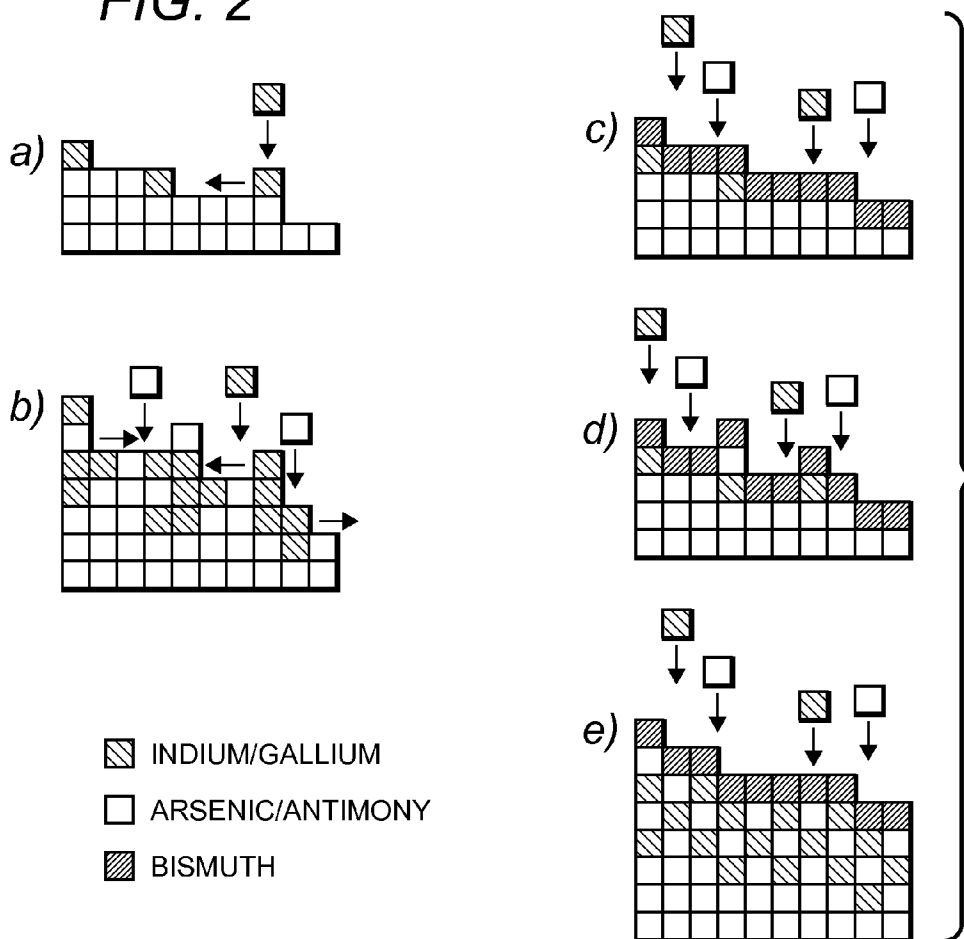 FIG. 2
a)
b)
INDIUM/GALLIUM
ARSENIC/ANTIMONY
BISMUTH
c)
d)
e)